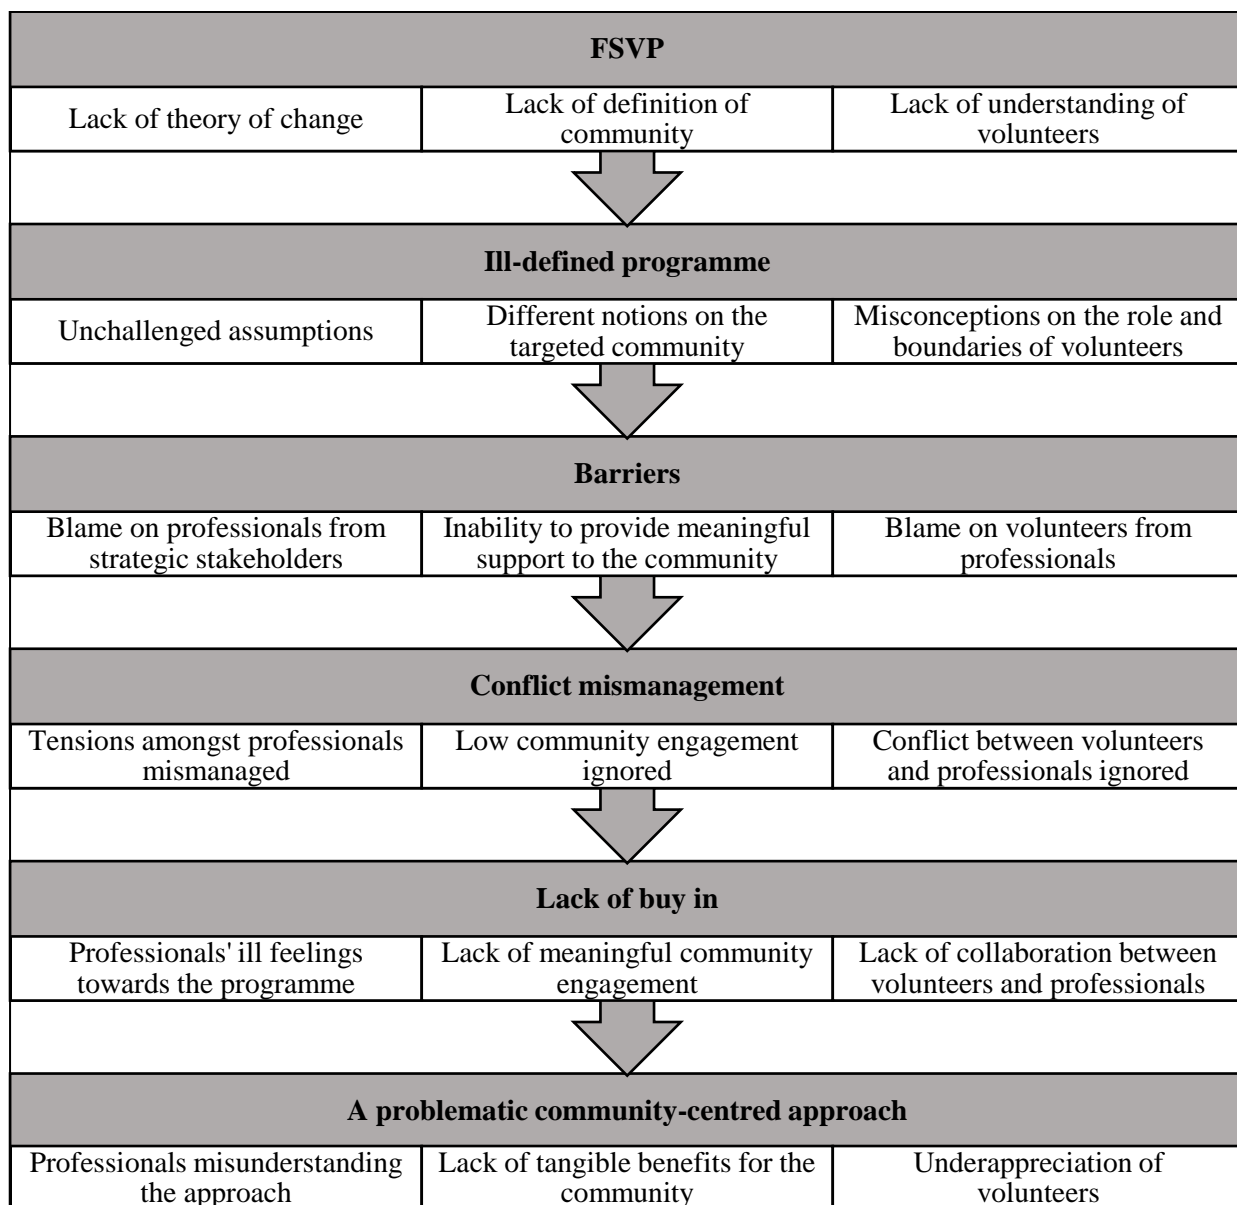 FSVP
Lack of theory of change
Lack of definition of
community
Lack of understanding of
volunteers
Ill-defined programme
Unchallenged assumptions
Different notions on the
targeted community
Misconceptions on the role and
boundaries of volunteers
Barriers
Blame on professionals from
strategic stakeholders
Inability to provide meaningful
support to the community
Blame on volunteers from
professionals
Conflict mismanagement
Tensions amongst professionals
mismanaged
Low community engagement
ignored
Conflict between volunteers
and professionals ignored
Lack of buy in
Professionals' ill feelings
towards the programme
Lack of meaningful community
engagement
Lack of collaboration between
volunteers and professionals
A problematic community-centred approach
Professionals misunderstanding
the approach
Lack of tangible benefits for the
community
Underappreciation of
volunteers